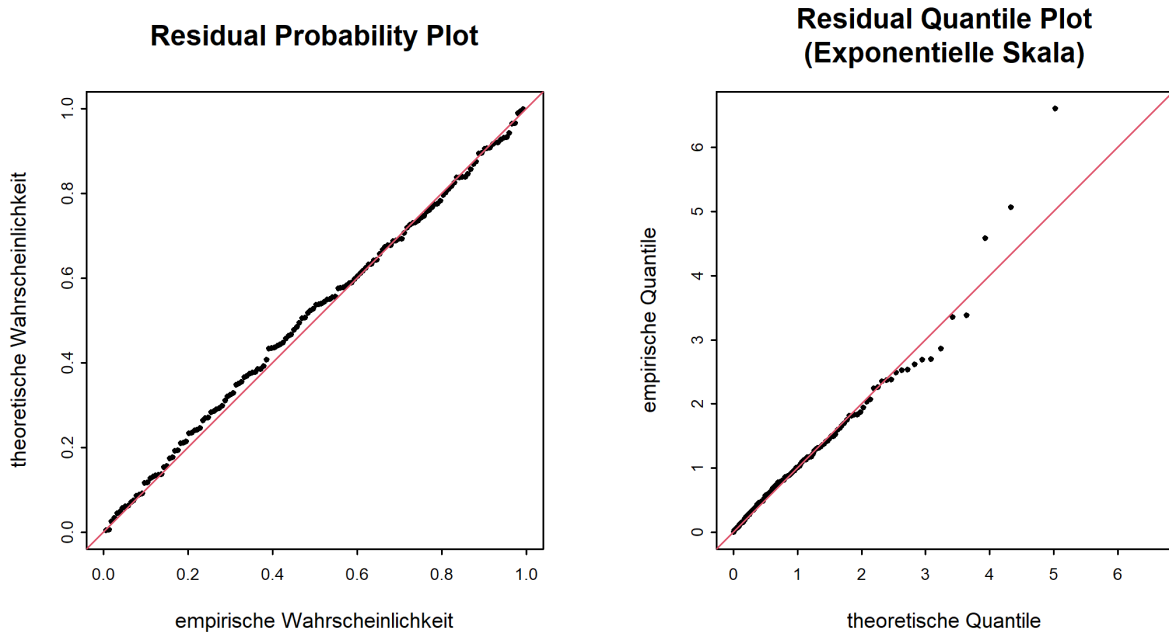 Residual Probability Plot
theoretische Wahrscheinlichkeit
1.0
0.8
0.6
0.4
0.2
0.0
0.0 0.2 0.4 0.6 0.8 1.0
empirische Wahrscheinlichkeit
Residual Quantile Plot
(Exponentielle Skala)
empirische Quantile
6
5
4
3
2
1
0
0 1 2 3 4 5 6
theoretische Quantile